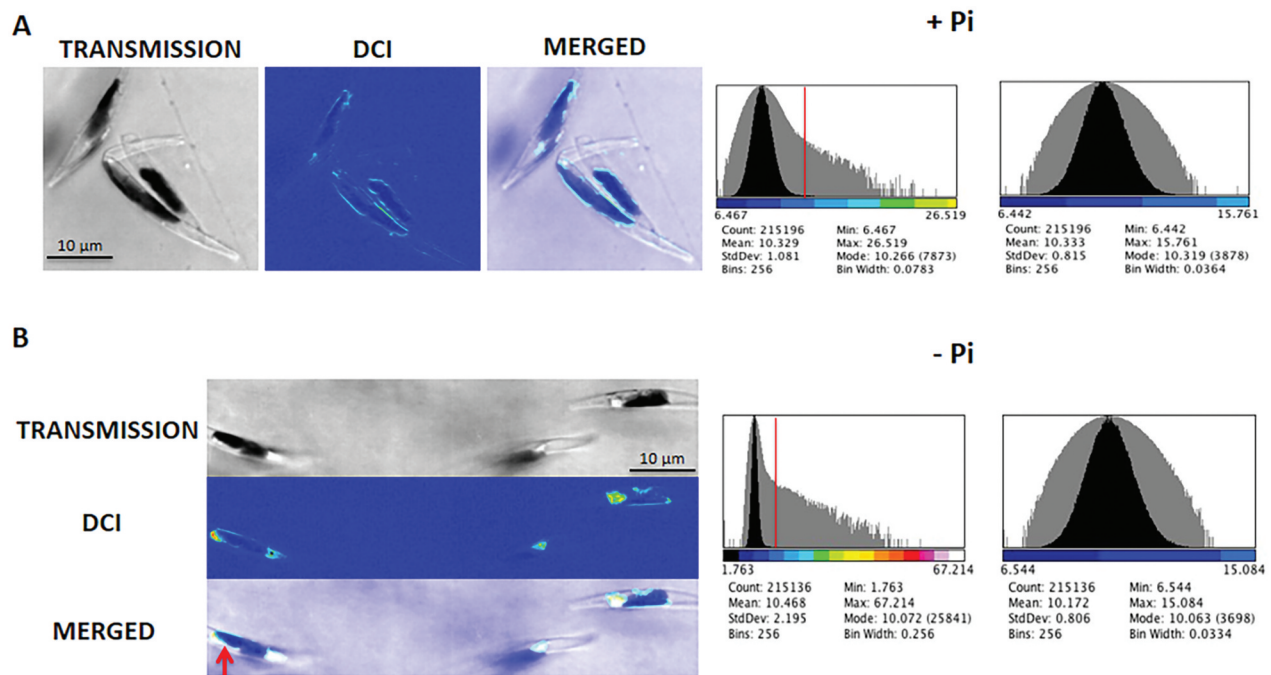 A
+ Pi
TRANSMISSION
DCI
MERGED
10 µm
6.467 26.519
Count: 215196 Min: 6.467
Mean: 10.329 Max: 26.519
StdDev: 1.081 Mode: 10.266 (7873)
Bins: 256 Bin Width: 0.0783
6.442 15.761
Count: 215196 Min: 6.442
Mean: 10.333 Max: 15.761
StdDev: 0.815 Mode: 10.319 (3878)
Bins: 256 Bin Width: 0.0364
B
- Pi
TRANSMISSION
10 µm
DCI
MERGED
1.763 67.214
Count: 215136 Min: 1.763
Mean: 10.468 Max: 67.214
StdDev: 2.195 Mode: 10.072 (25841)
Bins: 256 Bin Width: 0.256
6.544 15.084
Count: 215136 Min: 6.544
Mean: 10.172 Max: 15.084
StdDev: 0.806 Mode: 10.063 (3698)
Bins: 256 Bin Width: 0.0334